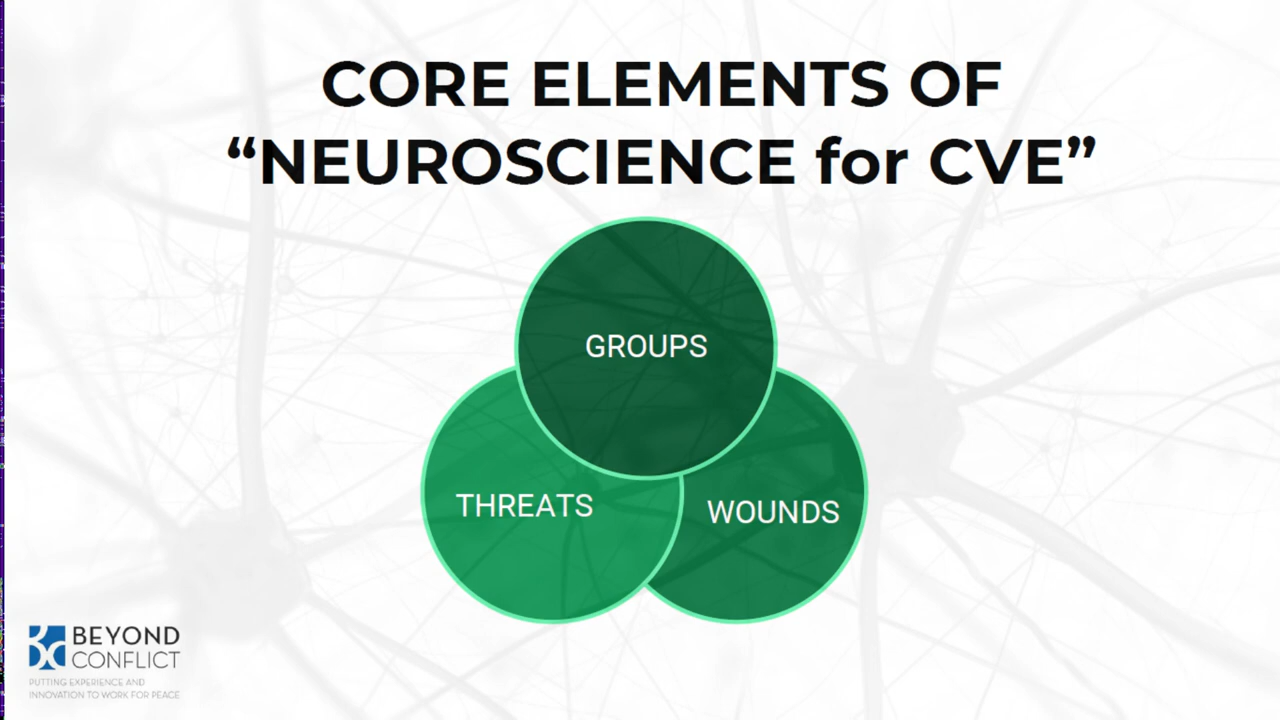 CORE ELEMENTS OF
“NEUROSCIENCE for CVE”
GROUPS
THREATS
WOUNDS
BEYOND
CONFLICT
PUTTING EXPERIENCE AND
INNOVATION TO WORK FOR PEACE